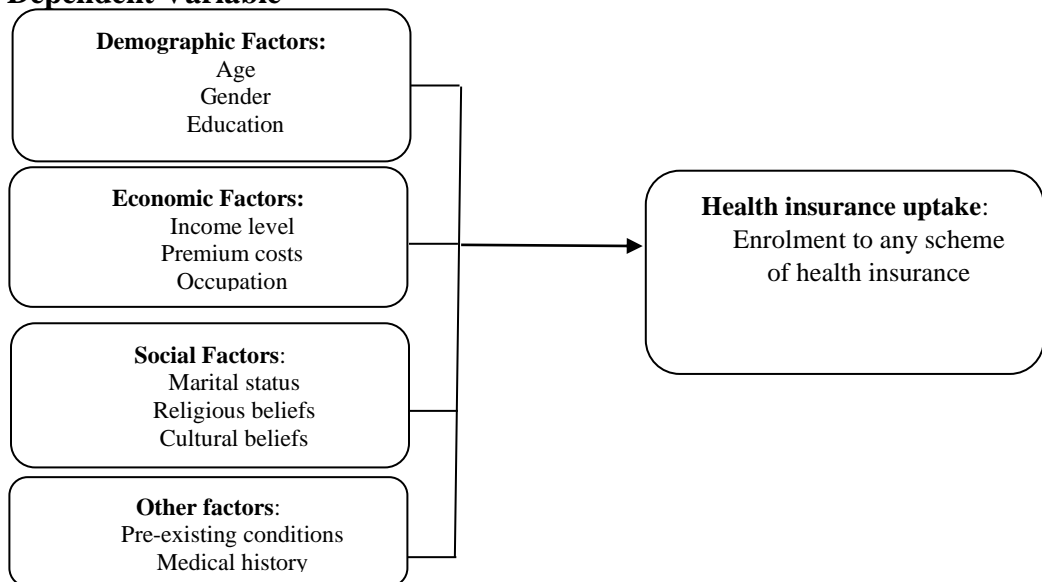 Dependent Variable
Demographic Factors:
Age
Gender
Education
Economic Factors:
Income level
Premium costs
Occupation
Social Factors:
Marital status
Religious beliefs
Cultural beliefs
Other factors:
Pre-existing conditions
Medical history
Health insurance uptake:
Enrolment to any scheme
of health insurance